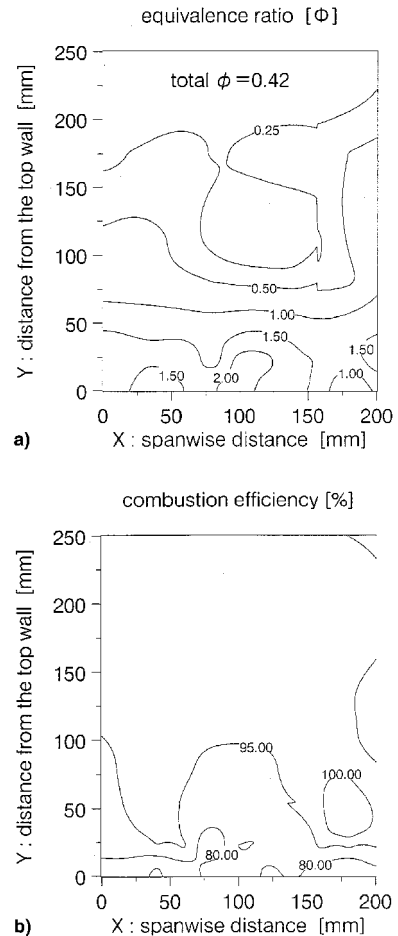 equivalence ratio [Φ]
total ϕ =0.42
Y : distance from the top wall [mm]
250
200
150
100
50
0
0.25
0.50
1.00
1.50
1.50
1.50
2.00
1.00
0 50 100 150 200
a) X : spanwise distance [mm]
combustion efficiency [%]
Y : distance from the top wall [mm]
250
200
150
100
50
0
95.00
100.00
80.00
80.00
0 50 100 150 200
b) X : spanwise distance [mm]